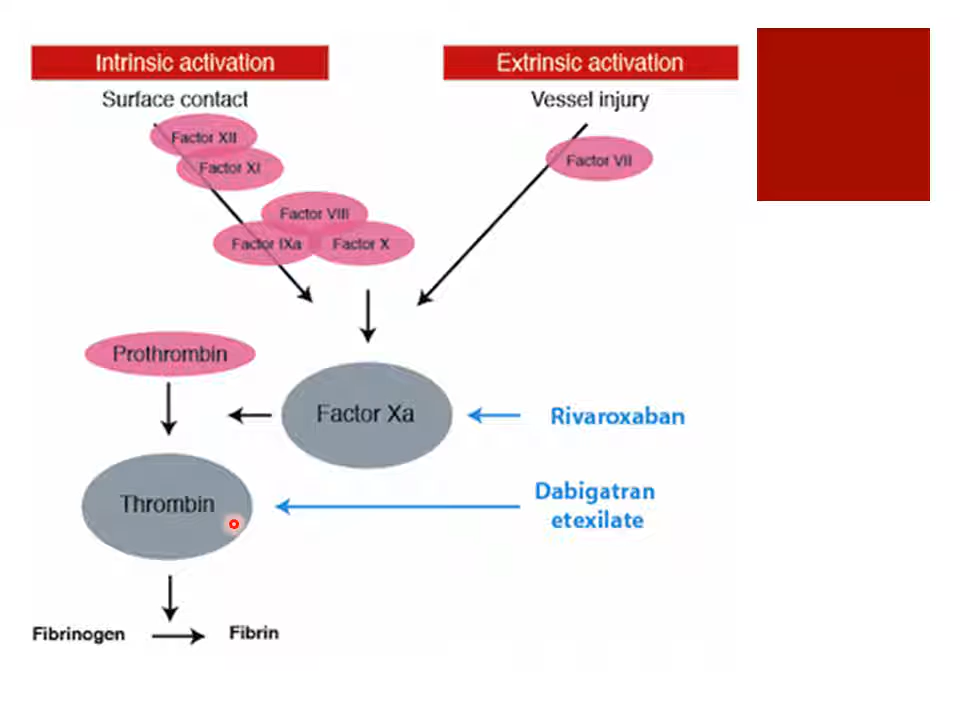 Intrinsic activation
Extrinsic activation
Surface contact
Vessel injury
Factor XII
Factor XI
Factor VII
Factor VIII
Factor IXa
Factor X
Prothrombin
Factor Xa
Rivaroxaban
Thrombin
Dabigatran
etexilate
Fibrinogen
Fibrin